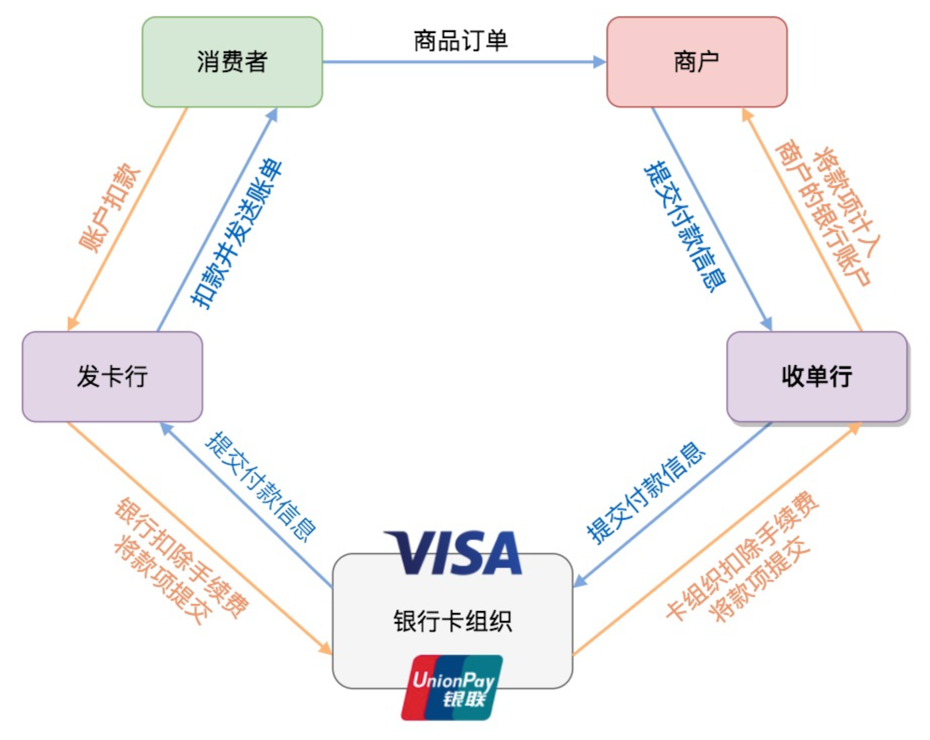 消费者
商品订单
商户
账户扣款
扣款并发送账单
提交付款信息
将款项计入
商户的银行账户
发卡行
收单行
提交付款信息
提交付款信息
银行扣除手续费
将款项提交
卡组织扣除手续费
将款项提交
VISA
银行卡组织
UnionPay
银联